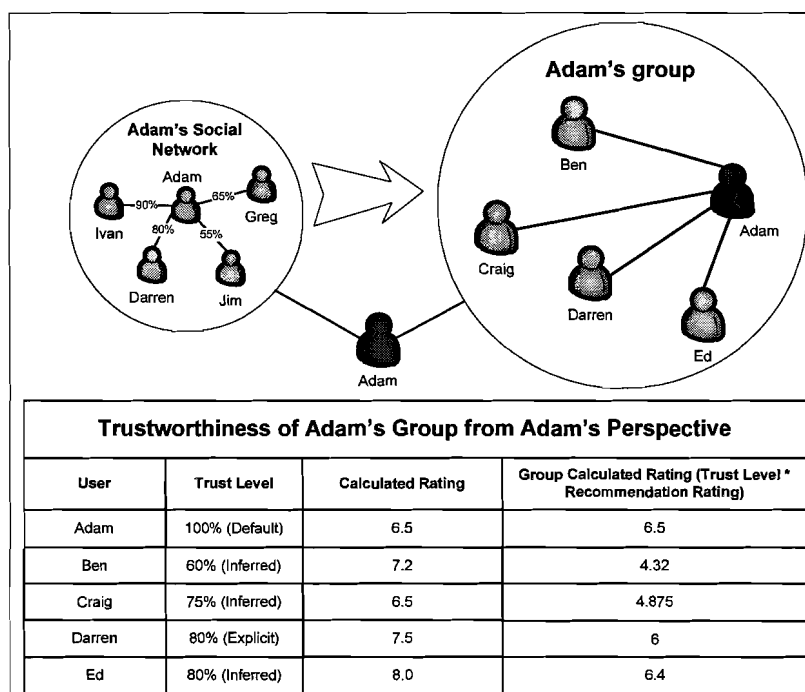 Adam's group
Adam's Social
Network
Adam
65%
90%
Greg
Ivan
80%
55%
Darren
Jim
Ben
Adam
Craig
Darren
Ed
Adam
Trustworthiness of Adam's Group from Adam's Perspective
User Trust Level Calculated Rating Group Calculated Rating (Trust Level * Recommendation Rating)
Adam 100% (Default) 6.5 6.5
Ben 60% (Inferred) 7.2 4.32
Craig 75% (Inferred) 6.5 4.875
Darren 80% (Explicit) 7.5 6
Ed 80% (Inferred) 8.0 6.4